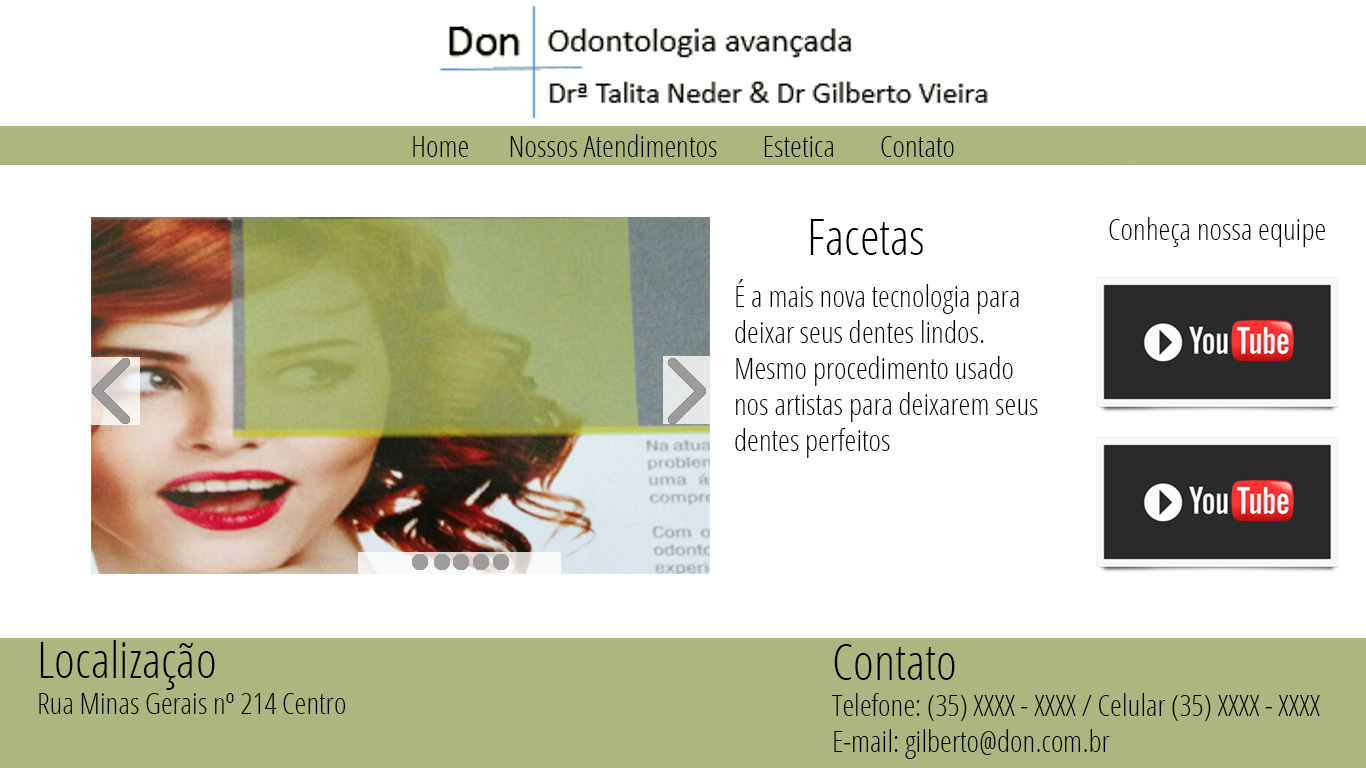 Don
Odontologia avançada
Drª Talita Neder & Dr Gilberto Vieira
Home Nossos Atendimentos Estetica Contato
Facetas
É a mais nova tecnologia para
deixar seus dentes lindos.
Mesmo procedimento usado
nos artistas para deixarem seus
dentes perfeitos
Conheça nossa equipe
YouTube
YouTube
Na atua
problem
uma á
compr
Com o
odonto
experi
Localização
Rua Minas Gerais nº 214 Centro
Contato
Telefone: (35) XXXX - XXXX / Celular (35) XXXX - XXXX
E-mail: gilberto@don.com.br